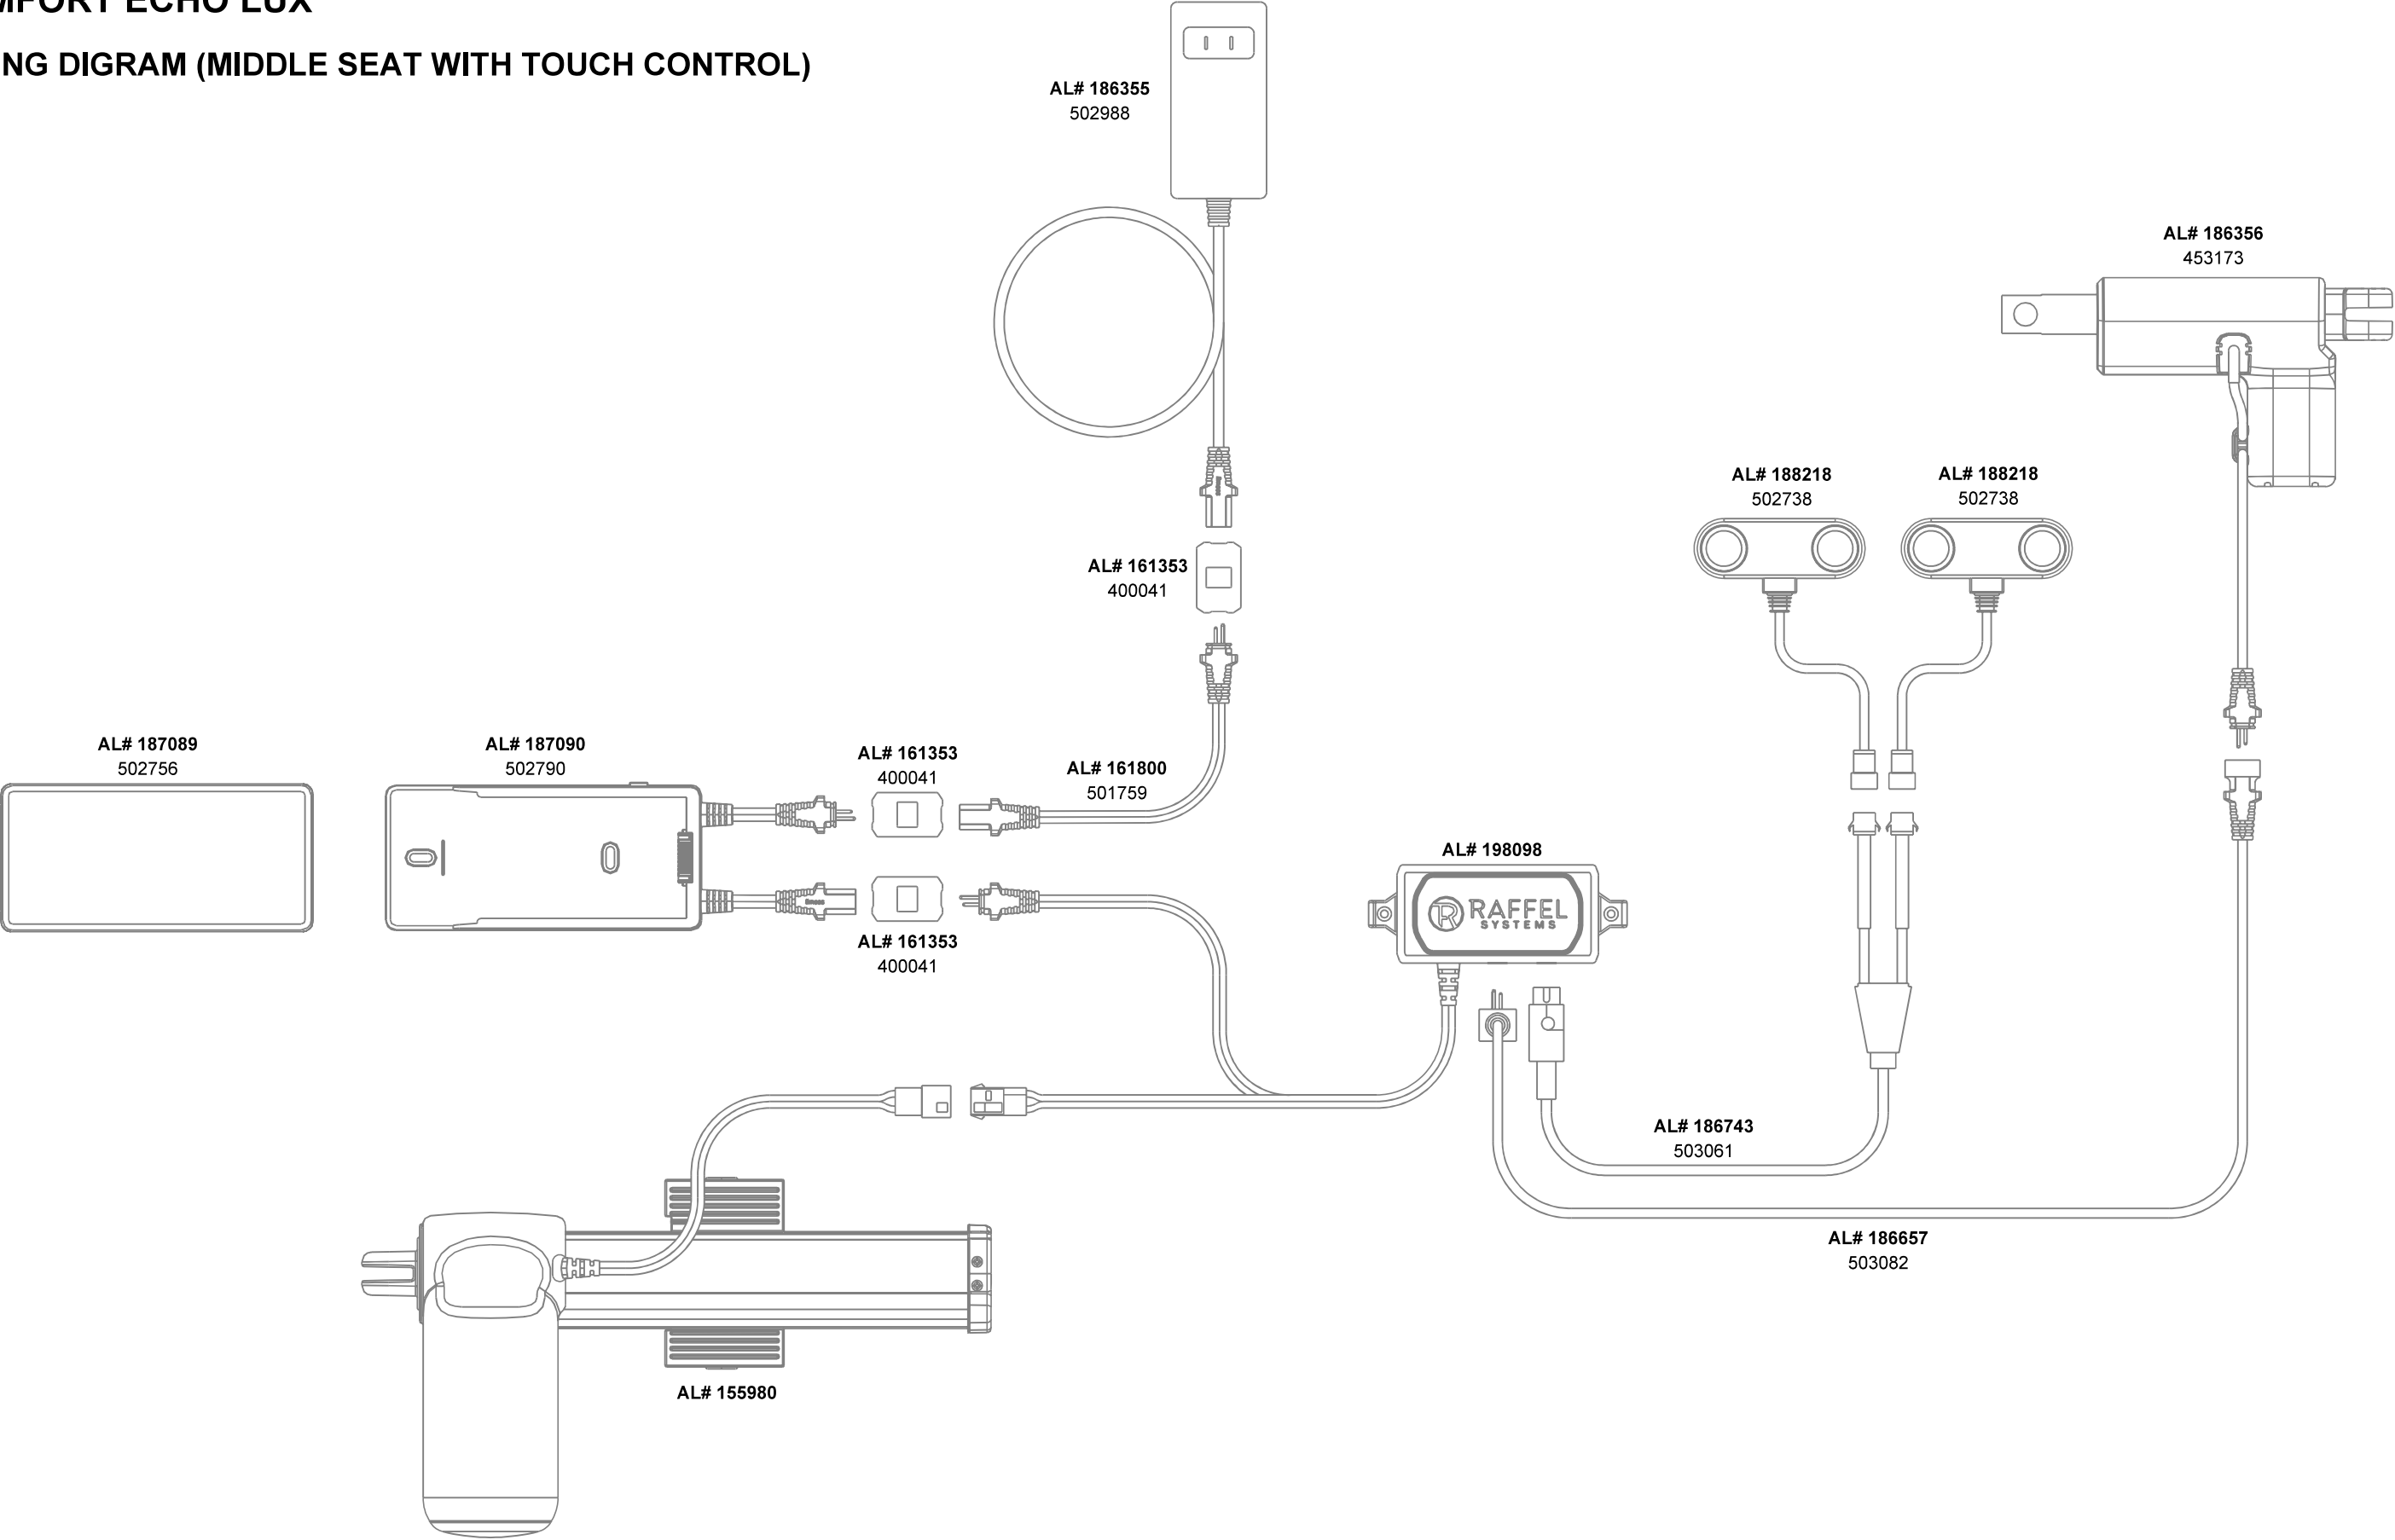 ECHO LUX
DIGRAM (MIDDLE SEAT WITH TOUCH CONTROL)
AL# 186355
502988
AL# 186356
453173
AL# 188218
502738
AL# 188218
502738
AL# 161353
400041
AL# 187089
502756
AL# 187090
502790
AL# 161353
400041
AL# 161800
501759
AL# 198098
RAFFEL
SYSTEMS
AL# 161353
400041
AL# 186743
503061
AL# 186657
503082
AL# 155980